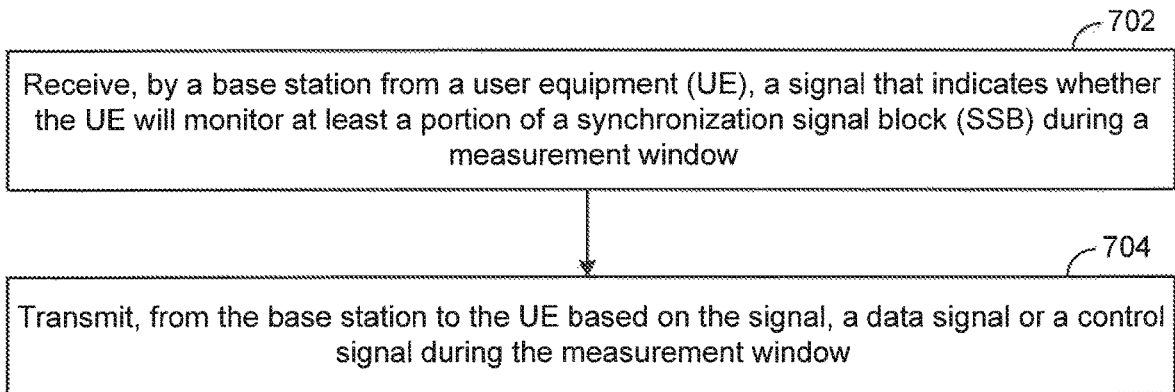 702
Receive, by a base station from a user equipment (UE), a signal that indicates whether
the UE will monitor at least a portion of a synchronization signal block (SSB) during a
measurement window
704
Transmit, from the base station to the UE based on the signal, a data signal or a control
signal during the measurement window